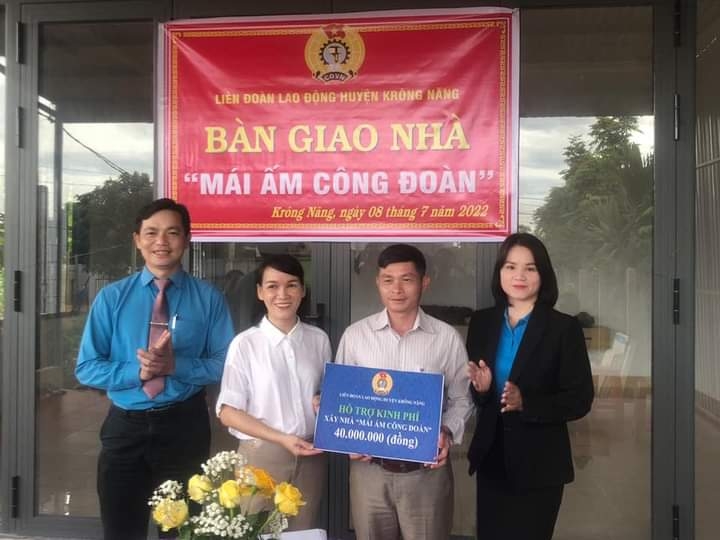 CĐVN
LIÊN ĐOÀN LAO ĐỘNG HUYỆN KRÔNG NĂNG
BÀN GIAO NHÀ
“MÁI ẤM CÔNG ĐOÀN”
Krông Năng, ngày 08 tháng 7 năm 2022
LIÊN ĐOÀN LAO ĐỘNG HUYỆN KRÔNG NĂNG
HỖ TRỢ KINH PHÍ
XÂY NHÀ “MÁI ẤM CÔNG ĐOÀN”
40.000.000 (đồng)